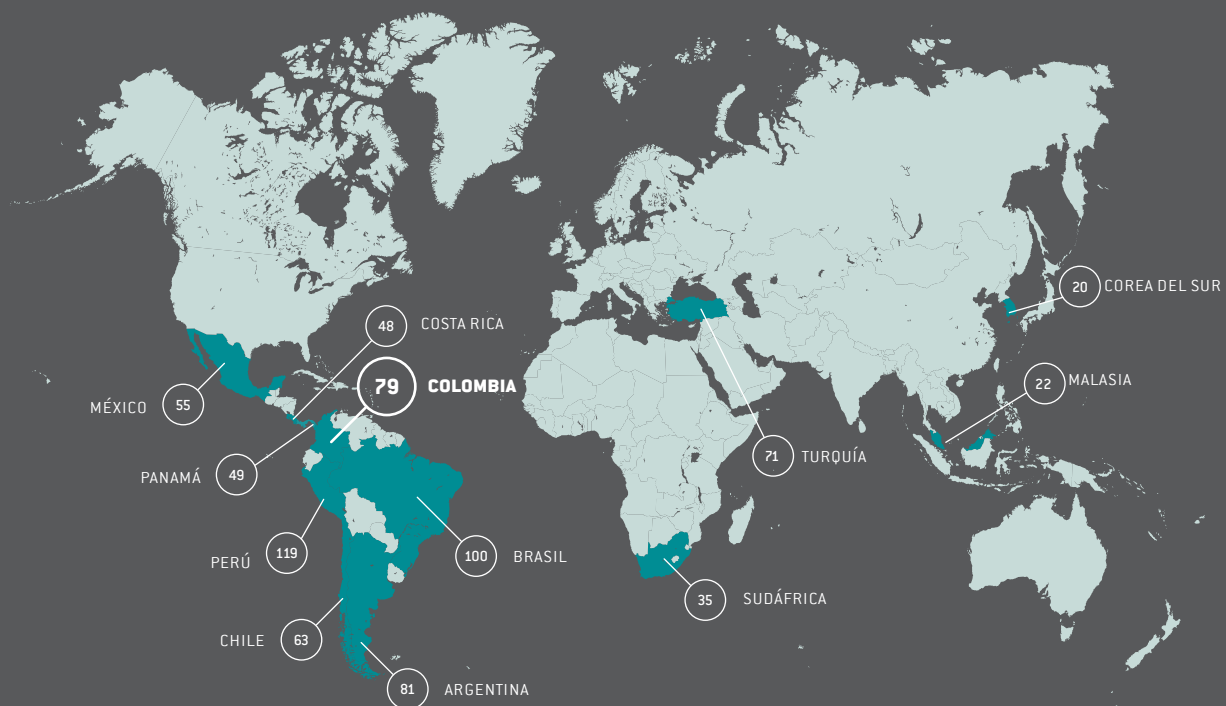 20 COREA DEL SUR
48 COSTA RICA
79 COLOMBIA
22 MALASIA
MÉXICO 55
71 TURQUÍA
PANAMÁ 49
PERÚ 119
100 BRASIL
35 SUDÁFRICA
CHILE 63
81 ARGENTINA